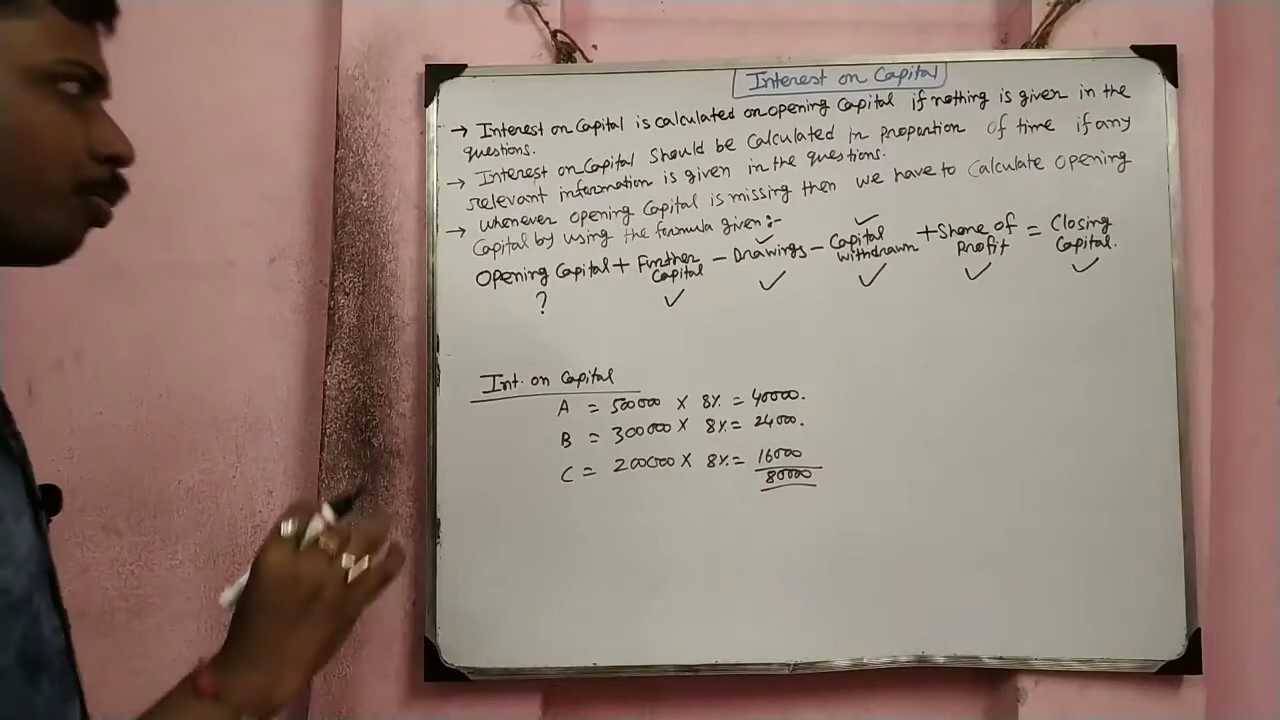 Interest on Capital
→ Interest on Capital is calculated on opening Capital if nothing is given in the
questions.
→ Interest on Capital Should be Calculated in proportion of time if any
relevant information is given in the questions.
→ whenever opening Capital is missing then we have to Calculate opening
Capital by using the formula given:-
Opening Capital + Further Capital - Drawings - Capital withdrawn + Share of Profit = Closing Capital.
?
Int. on Capital
A = 500000 X 8% = 40000.
B = 300000 X 8% = 24000.
C = 200000 X 8% = 16000
80000